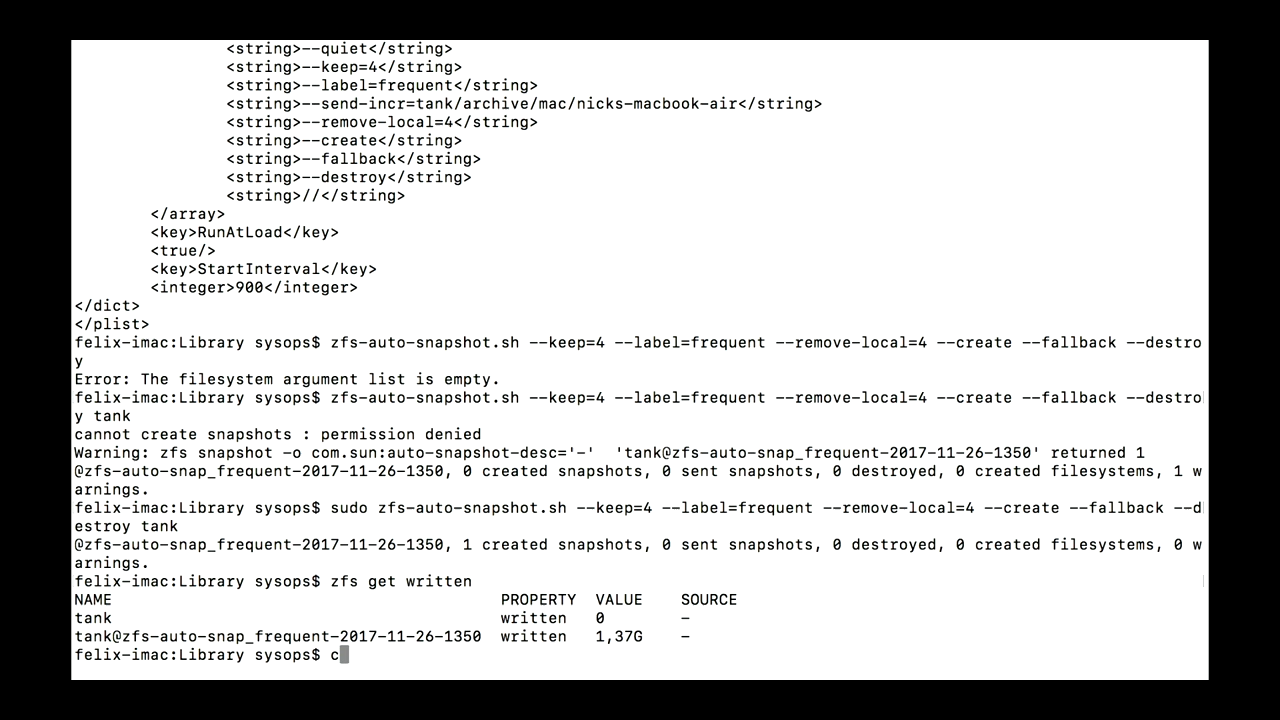 <string>--quiet</string>
<string>--keep=4</string>
<string>--label=frequent</string>
<string>--send-incr=tank/archive/mac/nicks-macbook-air</string>
<string>--remove-local=4</string>
<string>--create</string>
<string>--fallback</string>
<string>--destroy</string>
<string>//</string>
</array>
<key>RunAtLoad</key>
<true/>
<key>StartInterval</key>
<integer>900</integer>
</dict>
</plist>
felix-imac:Library sysops$ zfs-auto-snapshot.sh --keep=4 --label=frequent --remove-local=4 --create --fallback --destro
y
Error: The filesystem argument list is empty.
felix-imac:Library sysops$ zfs-auto-snapshot.sh --keep=4 --label=frequent --remove-local=4 --create --fallback --destro
y tank
cannot create snapshots : permission denied
Warning: zfs snapshot -o com.sun:auto-snapshot-desc='-'  'tank@zfs-auto-snap_frequent-2017-11-26-1350' returned 1
@zfs-auto-snap_frequent-2017-11-26-1350, 0 created snapshots, 0 sent snapshots, 0 destroyed, 0 created filesystems, 1 w
arnings.
felix-imac:Library sysops$ sudo zfs-auto-snapshot.sh --keep=4 --label=frequent --remove-local=4 --create --fallback --d
estroy tank
@zfs-auto-snap_frequent-2017-11-26-1350, 1 created snapshots, 0 sent snapshots, 0 destroyed, 0 created filesystems, 0 w
arnings.
felix-imac:Library sysops$ zfs get written
NAME PROPERTY VALUE SOURCE
tank written 0 -
tank@zfs-auto-snap_frequent-2017-11-26-1350 written 1,37G -
felix-imac:Library sysops$ c